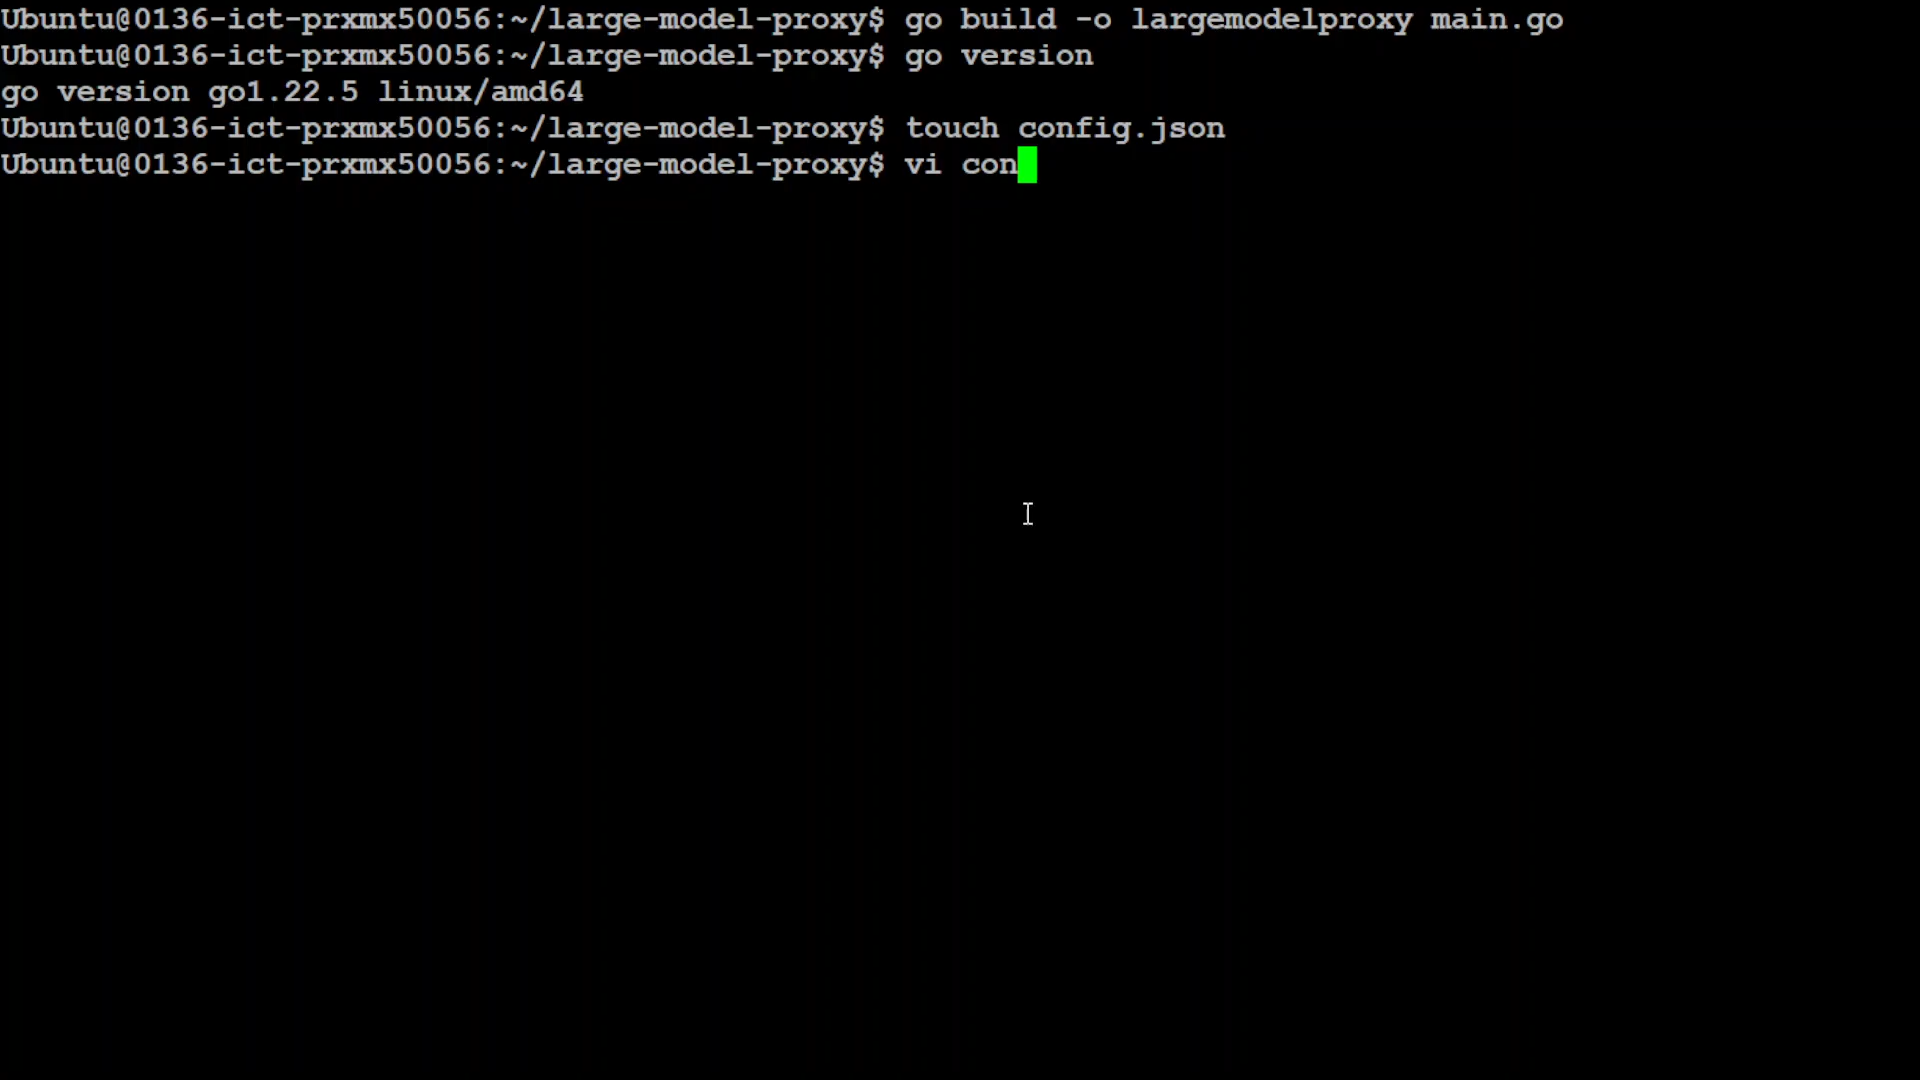 Ubuntu@0136-ict-prxmx50056:~/large-model-proxy$ go build -o largemodelproxy main.go
Ubuntu@0136-ict-prxmx50056:~/large-model-proxy$ go version
go version go1.22.5 linux/amd64
Ubuntu@0136-ict-prxmx50056:~/large-model-proxy$ touch config.json
Ubuntu@0136-ict-prxmx50056:~/large-model-proxy$ vi con